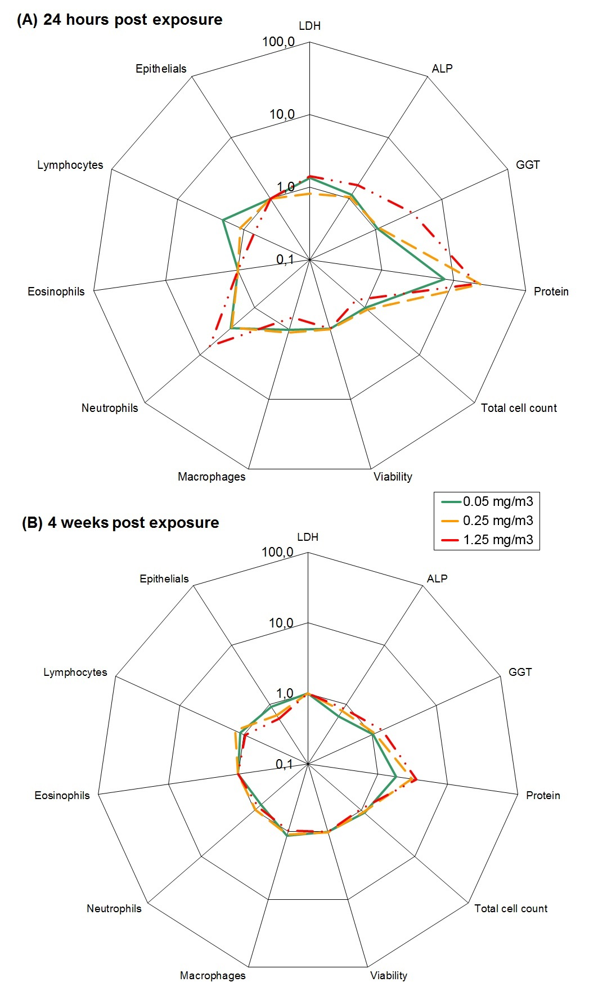 (A) 24 hours post exposure
LDH
100,0
Epithelials
ALP
10,0
Lymphocytes
GGT
1,0
0,1
Eosinophils
Protein
Neutrophils
Total cell count
Macrophages
Viability
0.05 mg/m3
0.25 mg/m3
1.25 mg/m3
(B) 4 weeks post exposure
LDH
100,0
Epithelials
ALP
10,0
Lymphocytes
GGT
1,0
0,1
Eosinophils
Protein
Neutrophils
Total cell count
Macrophages
Viability